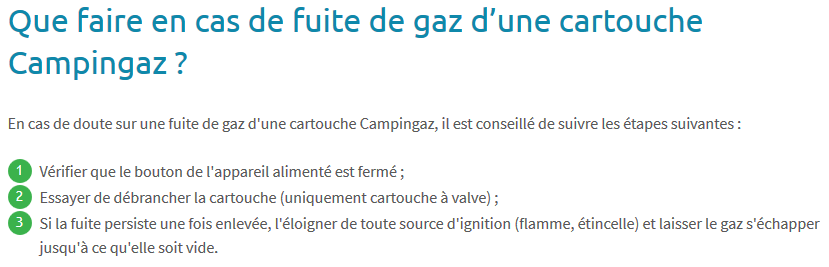 Que faire en cas de fuite de gaz d’une cartouche
Campingaz ?
En cas de doute sur une fuite de gaz d'une cartouche Campingaz, il est conseillé de suivre les étapes suivantes :
1 Vérifier que le bouton de l'appareil alimenté est fermé ;
2 Essayer de débrancher la cartouche (uniquement cartouche à valve) ;
3 Si la fuite persiste une fois enlevée, l'éloigner de toute source d'ignition (flamme, étincelle) et laisser le gaz s'échapper
jusqu'à ce qu'elle soit vide.